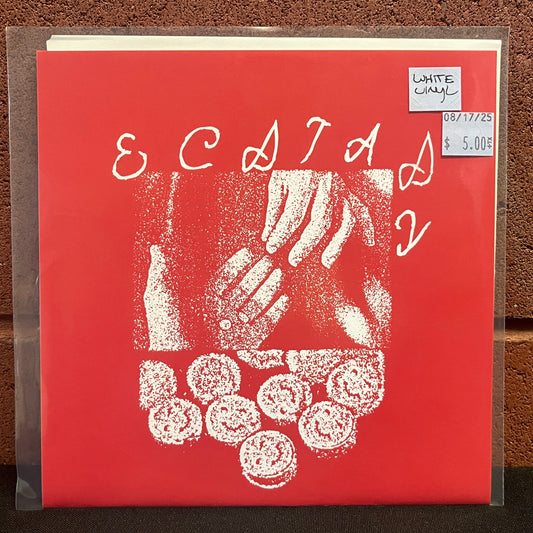 WHITE
VINYL
08/17/25
$ 5.00
ECSTASY